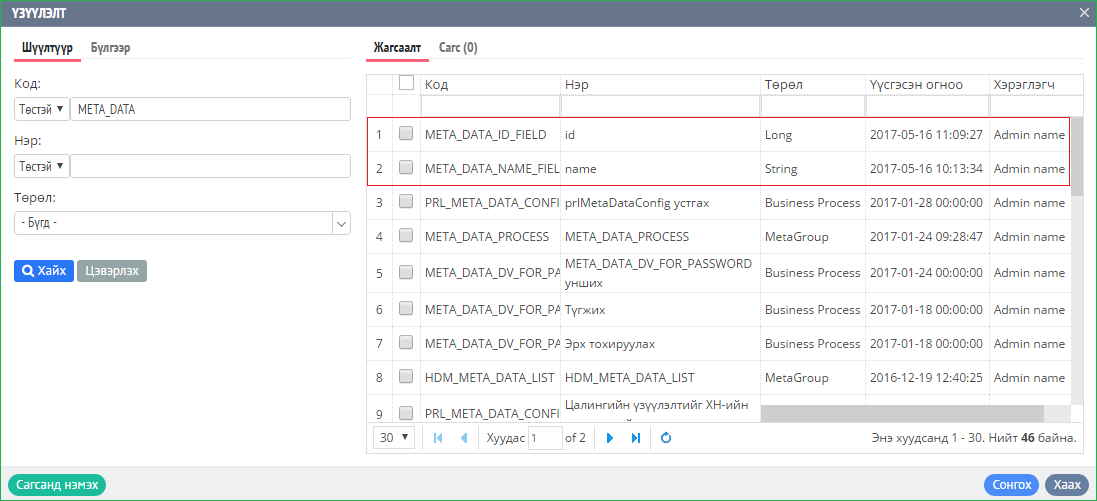 ҮЗҮҮЛЭЛТ
Шүүлтүүр Бүлгээр
Код:
Төстэй META_DATA
Нэр:
Төстэй
Төрөл:
- Бүгд -
Хайх Цэвэрлэх
Жагсаалт Сагс (0)
Код Нэр Төрөл Үүсгэсэн огноо Хэрэглэгч
1 META_DATA_ID_FIELD id Long 2017-05-16 11:09:27 Admin name
2 META_DATA_NAME_FIEL name String 2017-05-16 10:13:34 Admin name
3 PRL_META_DATA_CONFI prlMetaDataConfig устгах Business Process 2017-01-28 00:00:00 Admin name
4 META_DATA_PROCESS META_DATA_PROCESS MetaGroup 2017-01-24 09:28:47 Admin name
5 META_DATA_DV_FOR_PA META_DATA_DV_FOR_PASSWORD Business Process 2017-01-24 00:00:00 Admin name
унших
6 META_DATA_DV_FOR_PA Түгжих Business Process 2017-01-18 00:00:00 Admin name
7 META_DATA_DV_FOR_PA Эрх тохируулах Business Process 2017-01-18 00:00:00 Admin name
8 HDM_META_DATA_LIST HDM_META_DATA_LIST MetaGroup 2016-12-19 12:40:25 Admin name
9 PRL_META_DATA_CONFI Цалингийн үзүүлэлтийг ХН-ийн
30 Хуудас 1 of 2 Энэ хуудсанд 1 - 30. Нийт 46 байна.
Сагсанд нэмэх Сонгох Хаах